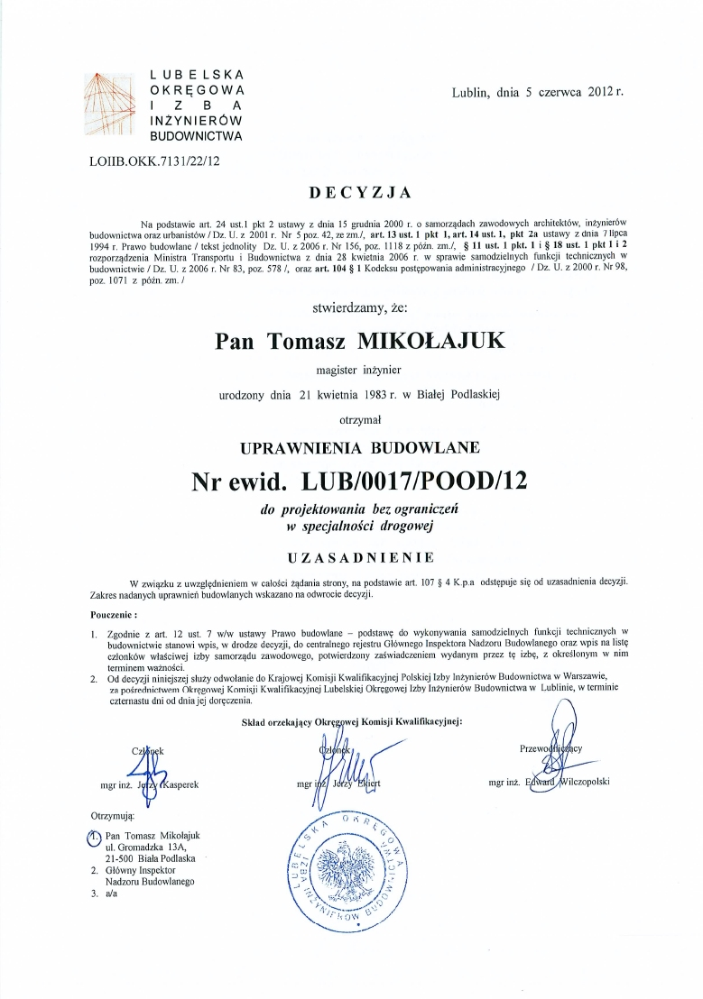 LUBELSKA
OKRĘGOWA
IZBA
INŻYNIERÓW
BUDOWNICTWA
Lublin, dnia 5 czerwca 2012 r.
LOIIB.OKK.7131/22/12
DECYZJA
Na podstawie art. 24 ust.1 pkt 2 ustawy z dnia 15 grudnia 2000 r. o samorządach zawodowych architektów, inżynierów
budownictwa oraz urbanistów / Dz. U. z 2001 r. Nr 5 poz. 42, ze zm./, art. 13 ust. 1 pkt 1, art. 14 ust. 1, pkt 2a ustawy z dnia 7 lipca
1994 r. Prawo budowlane / tekst jednolity Dz. U. z 2006 r. Nr 156, poz. 1118 z późn. zm./, § 11 ust. 1 pkt. 1 i § 18 ust. 1 pkt 1 i 2
rozporządzenia Ministra Transportu i Budownictwa z dnia 28 kwietnia 2006 r. w sprawie samodzielnych funkcji technicznych w
budownictwie / Dz. U. z 2006 r. Nr 83, poz. 578 /, oraz art. 104 § 1 Kodeksu postępowania administracyjnego / Dz. U. z 2000 r. Nr 98,
poz. 1071 z późn. zm. /
stwierdzamy, że:
Pan Tomasz MIKOŁAJUK
magister inżynier
urodzony dnia 21 kwietnia 1983 r. w Białej Podlaskiej
otrzymał
UPRAWNIENIA BUDOWLANE
Nr ewid. LUB/0017/POOD/12
do projektowania bez ograniczeń
w specjalności drogowej
UZASADNIENIE
W związku z uwzględnieniem w całości żądania strony, na podstawie art. 107 § 4 K.p.a odstępuje się od uzasadnienia decyzji.
Zakres nadanych uprawnień budowlanych wskazano na odwrocie decyzji.
Pouczenie :
1. Zgodnie z art. 12 ust. 7 w/w ustawy Prawo budowlane – podstawę do wykonywania samodzielnych funkcji technicznych w
budownictwie stanowi wpis, w drodze decyzji, do centralnego rejestru Głównego Inspektora Nadzoru Budowlanego oraz wpis na listę
członków właściwej izby samorządu zawodowego, potwierdzony zaświadczeniem wydanym przez tę izbę, z określonym w nim
terminem ważności.
2. Od decyzji niniejszej służy odwołanie do Krajowej Komisji Kwalifikacyjnej Polskiej Izby Inżynierów Budownictwa w Warszawie,
za pośrednictwem Okręgowej Komisji Kwalifikacyjnej Lubelskiej Okręgowej Izby Inżynierów Budownictwa w Lublinie, w terminie
czternastu dni od dnia jej doręczenia.
Skład orzekający Okręgowej Komisji Kwalifikacyjnej:
Członek
mgr inż. Jerzy Kasperek
Członek
mgr inż. Jerzy Ekiert
Przewodniczący
mgr inż. Edward Wilczopolski
Otrzymują:
1. Pan Tomasz Mikołajuk
ul. Gromadzka 13A,
21-500 Biała Podlaska
2. Główny Inspektor
Nadzoru Budowlanego
3. a/a
LUBELSKA OKRĘGOWA
IZBA INŻYNIERÓW BUDOWNICTWA